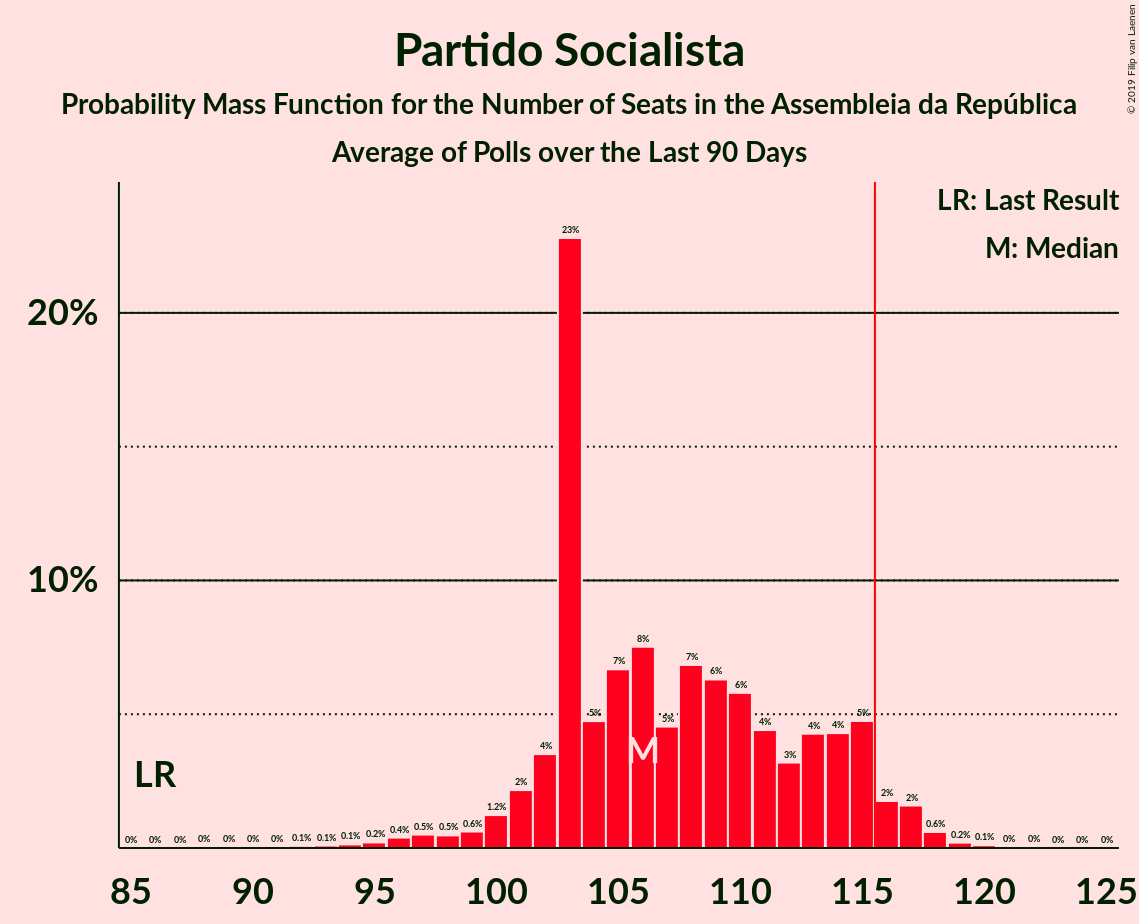 Partido Socialista
Probability Mass Function for the Number of Seats in the Assembleia da República
Average of Polls over the Last 90 Days
© 2019 Filip van Laenen
LR: Last Result
M: Median
20%
10%
LR
M
0% 0% 0% 0% 0% 0% 0% 0.1% 0.1% 0.1% 0.2% 0.4% 0.5% 0.5% 0.6% 1.2% 2% 4% 23% 5% 7% 8% 5% 7% 6% 6% 4% 3% 4% 4% 5% 2% 2% 0.6% 0.2% 0.1% 0% 0% 0% 0% 0%
85 90 95 100 105 110 115 120 125